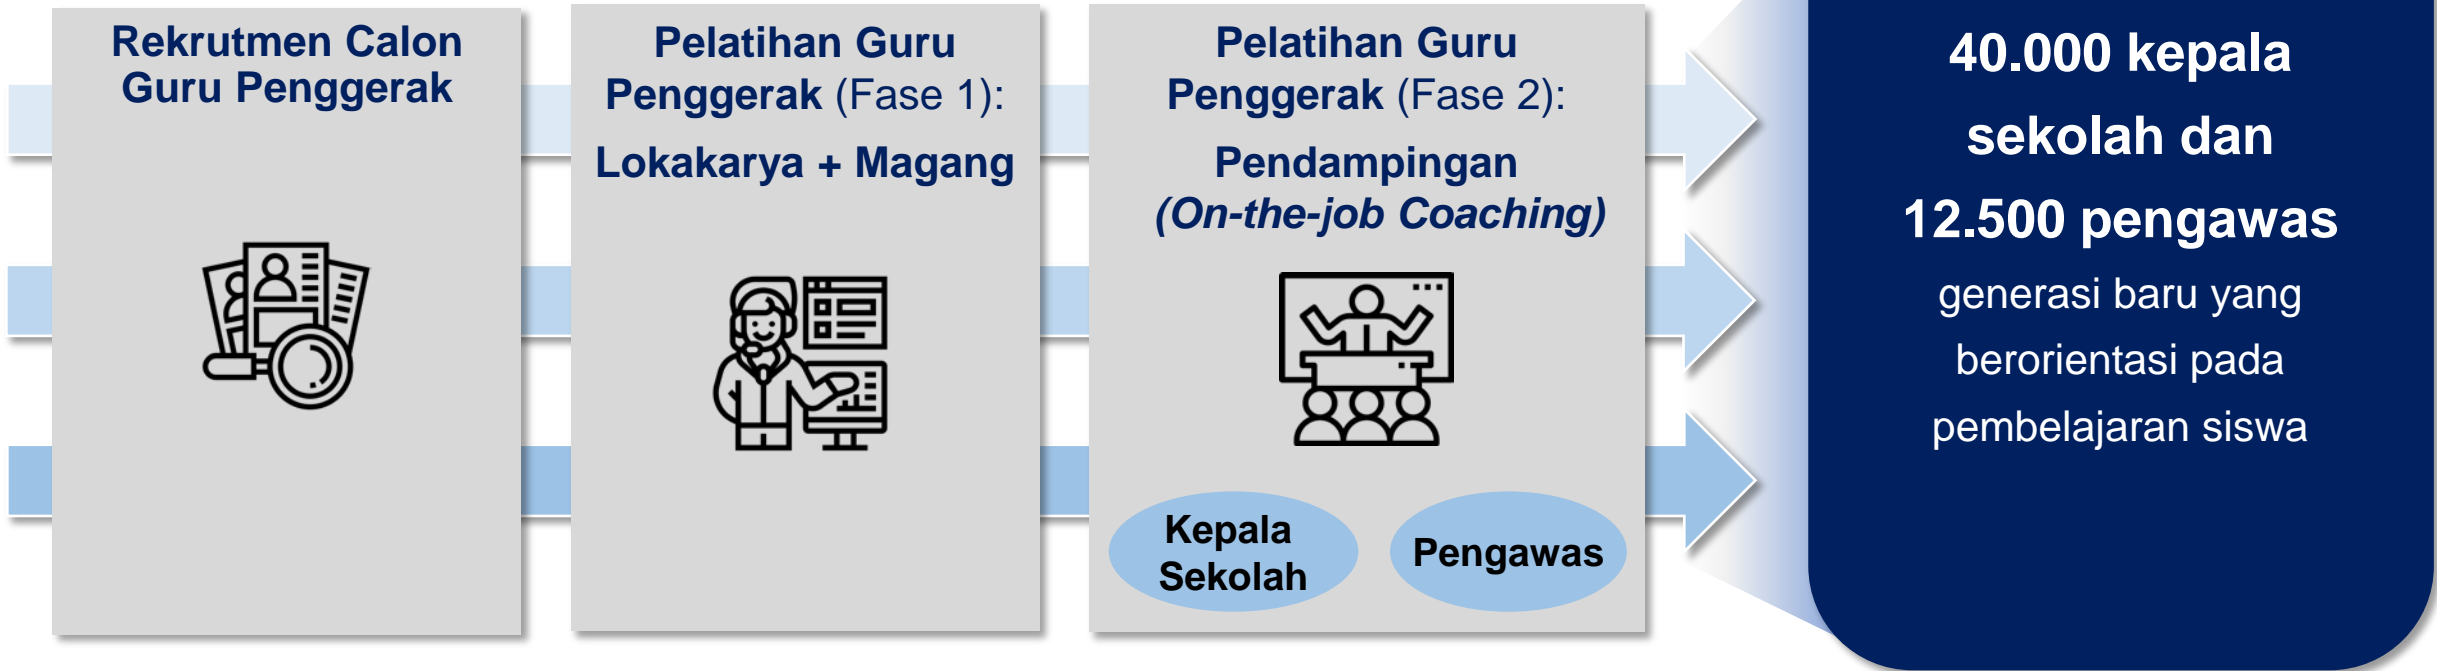 Rekrutmen Calon
Guru Penggerak
Pelatihan Guru
Penggerak (Fase 1):
Lokakarya + Magang
Pelatihan Guru
Penggerak (Fase 2):
Pendampingan
(On-the-job Coaching)
Kepala
Sekolah
Pengawas
40.000 kepala
sekolah dan
12.500 pengawas
generasi baru yang
berorientasi pada
pembelajaran siswa